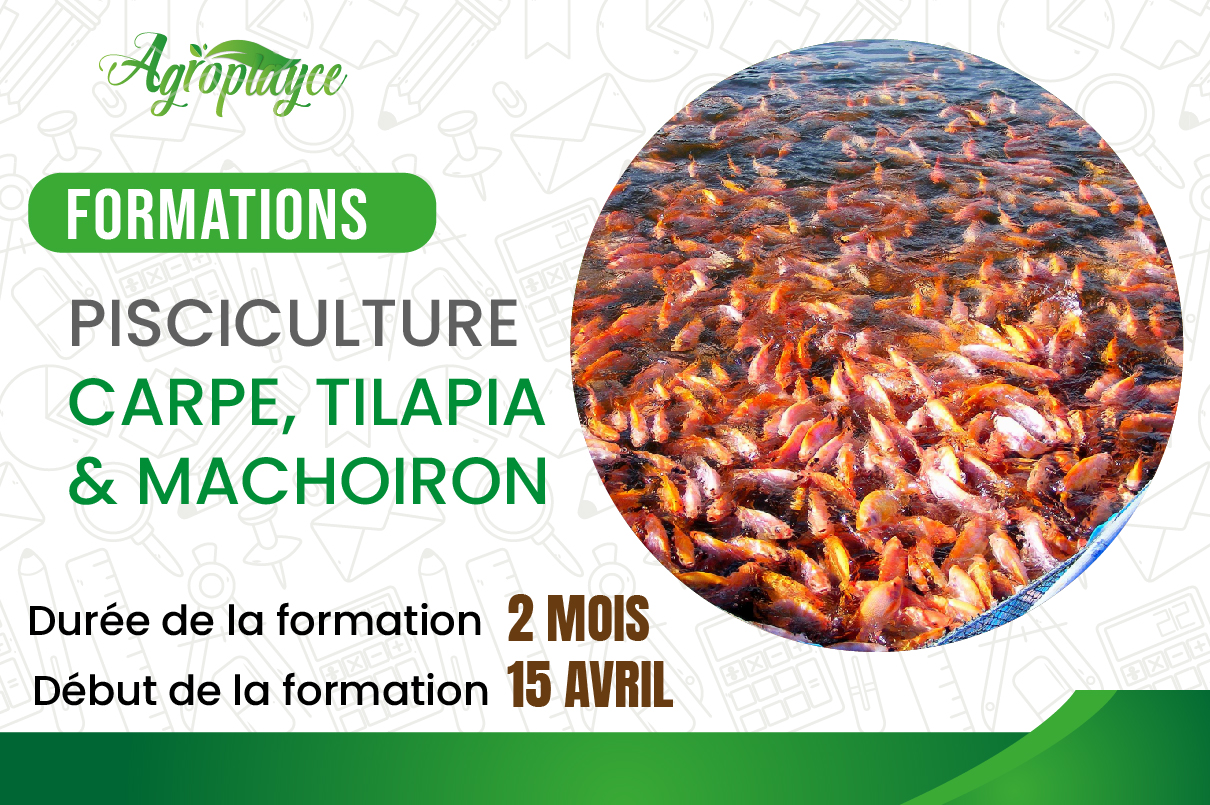 Agroplayce
FORMATIONS
PISCICULTURE
CARPE, TILAPIA
& MACHOIRON
Durée de la formation 2 MOIS
Début de la formation 15 AVRIL